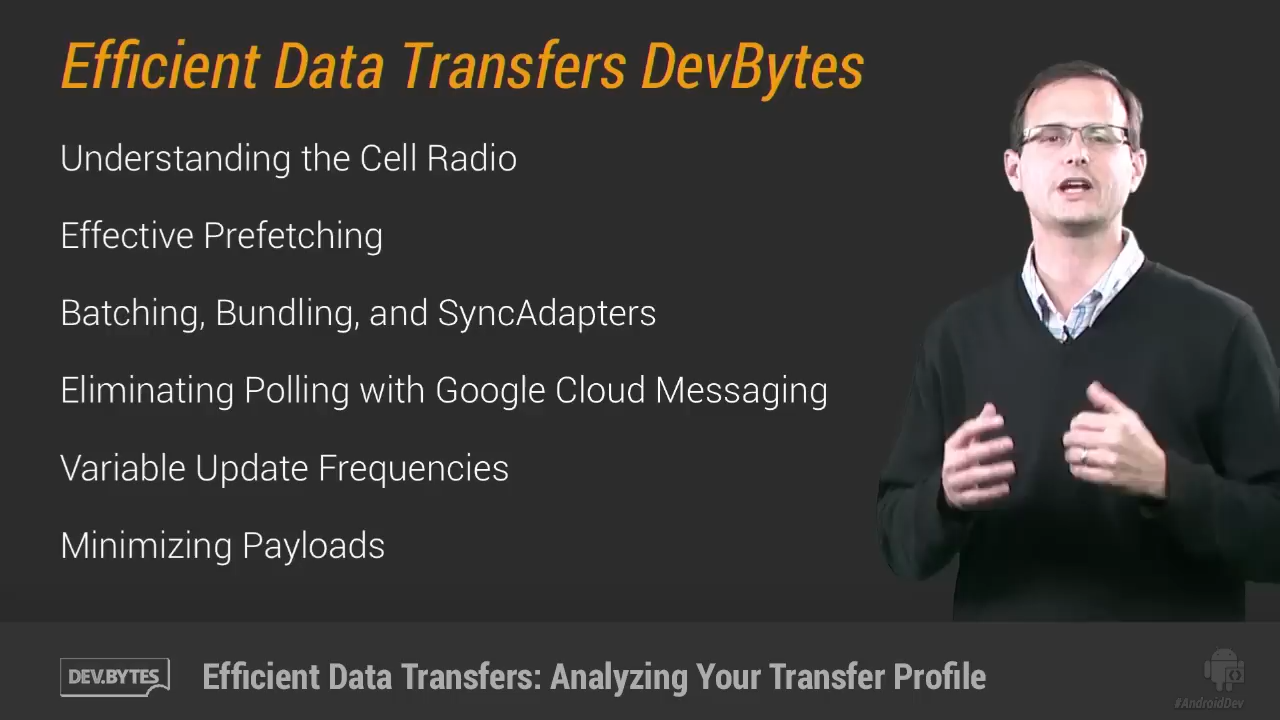 Efficient Data Transfers DevBytes
Understanding the Cell Radio
Effective Prefetching
Batching, Bundling, and SyncAdapters
Eliminating Polling with Google Cloud Messaging
Variable Update Frequencies
Minimizing Payloads
DEV.BYTES
Efficient Data Transfers: Analyzing Your Transfer Profile
#AndroidDev